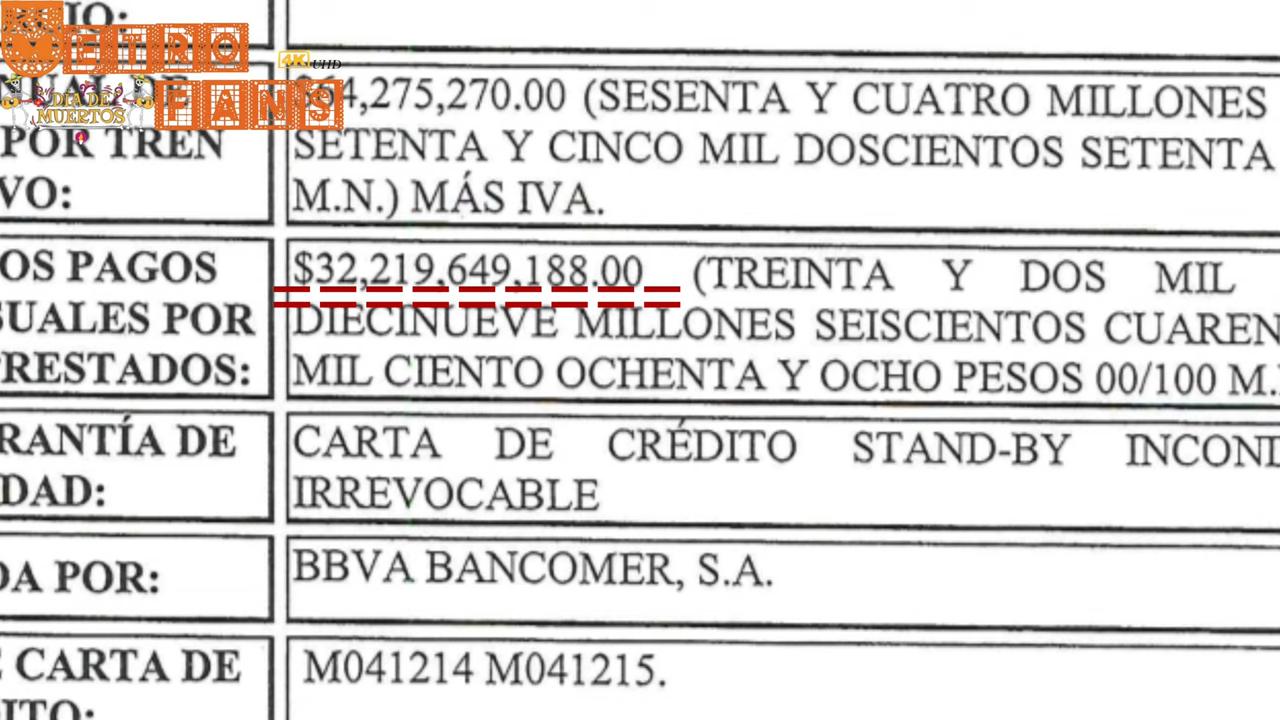 IO:
METRO
4K UHD
FANS
DÍA DE
MUERTOS
$64,275,270.00 (SESENTA Y CUATRO MILLONES
POR TREN
SETENTA Y CINCO MIL DOSCIENTOS SETENTA
VO:
M.N.) MÁS IVA.
OS PAGOS
$32,219,649,188.00 (TREINTA Y DOS MIL
SUALES POR
DIECINUEVE MILLONES SEISCIENTOS CUAREN
RESTADOS:
MIL CIENTO OCHENTA Y OCHO PESOS 00/100 M.
RANTÍA DE
CARTA DE CRÉDITO STAND-BY INCONDI
DAD:
IRREVOCABLE
DA POR:
BBVA BANCOMER, S.A.
E CARTA DE
M041214 M041215.
ITO: